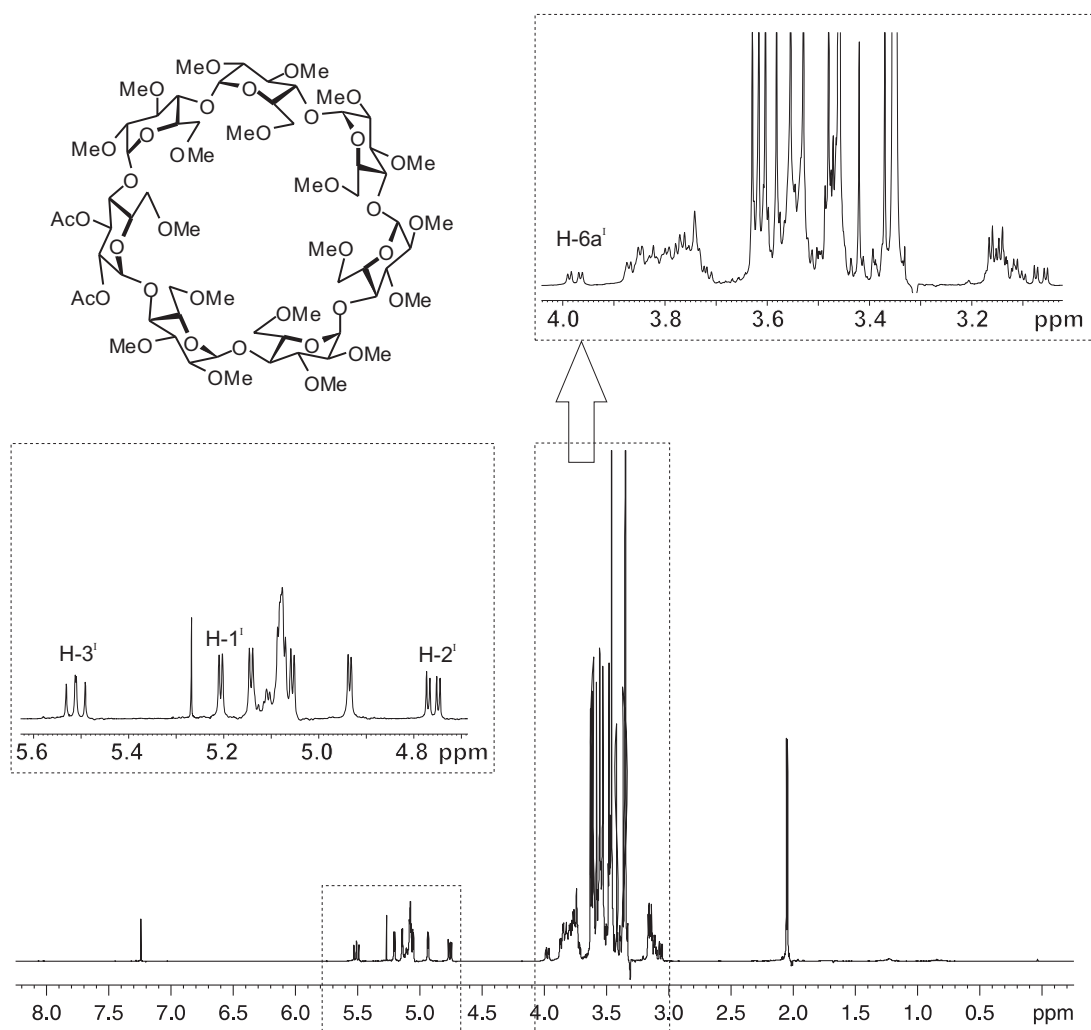 MeO OMe
MeO O O MeO
O O O
MeO OMe MeO O O OMe
O MeO O
AcO O OMe O OMe
O MeO O
AcO O OMe O OMe
O MeO O
MeO O O O OMe
OMe OMe
H-6a^I
4.0 3.8 3.6 3.4 3.2 ppm
H-3^I H-1^I H-2^I
5.6 5.4 5.2 5.0 4.8 ppm
8.0 7.5 7.0 6.5 6.0 5.5 5.0 4.5 4.0 3.5 3.0 2.5 2.0 1.5 1.0 0.5 ppm